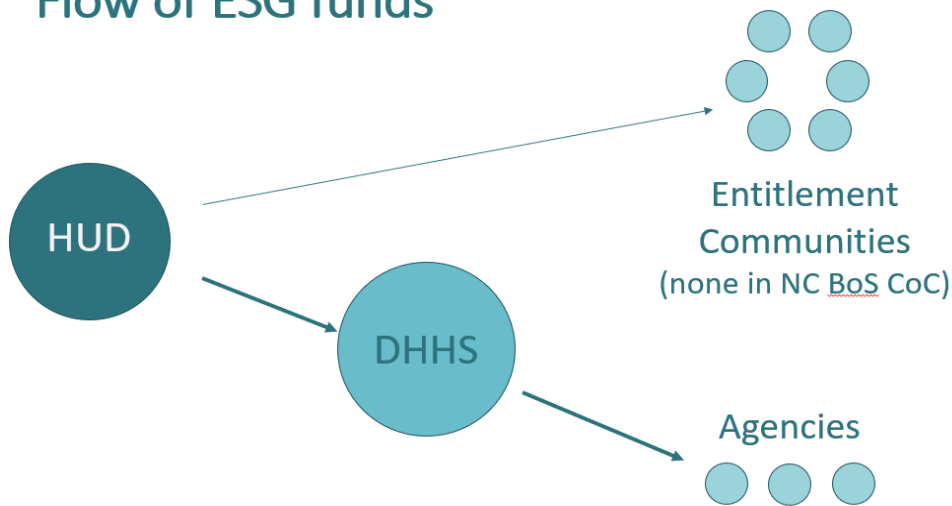 Flow of ESG funds
HUD
Entitlement
Communities
(none in NC BoS CoC)
DHHS
Agencies